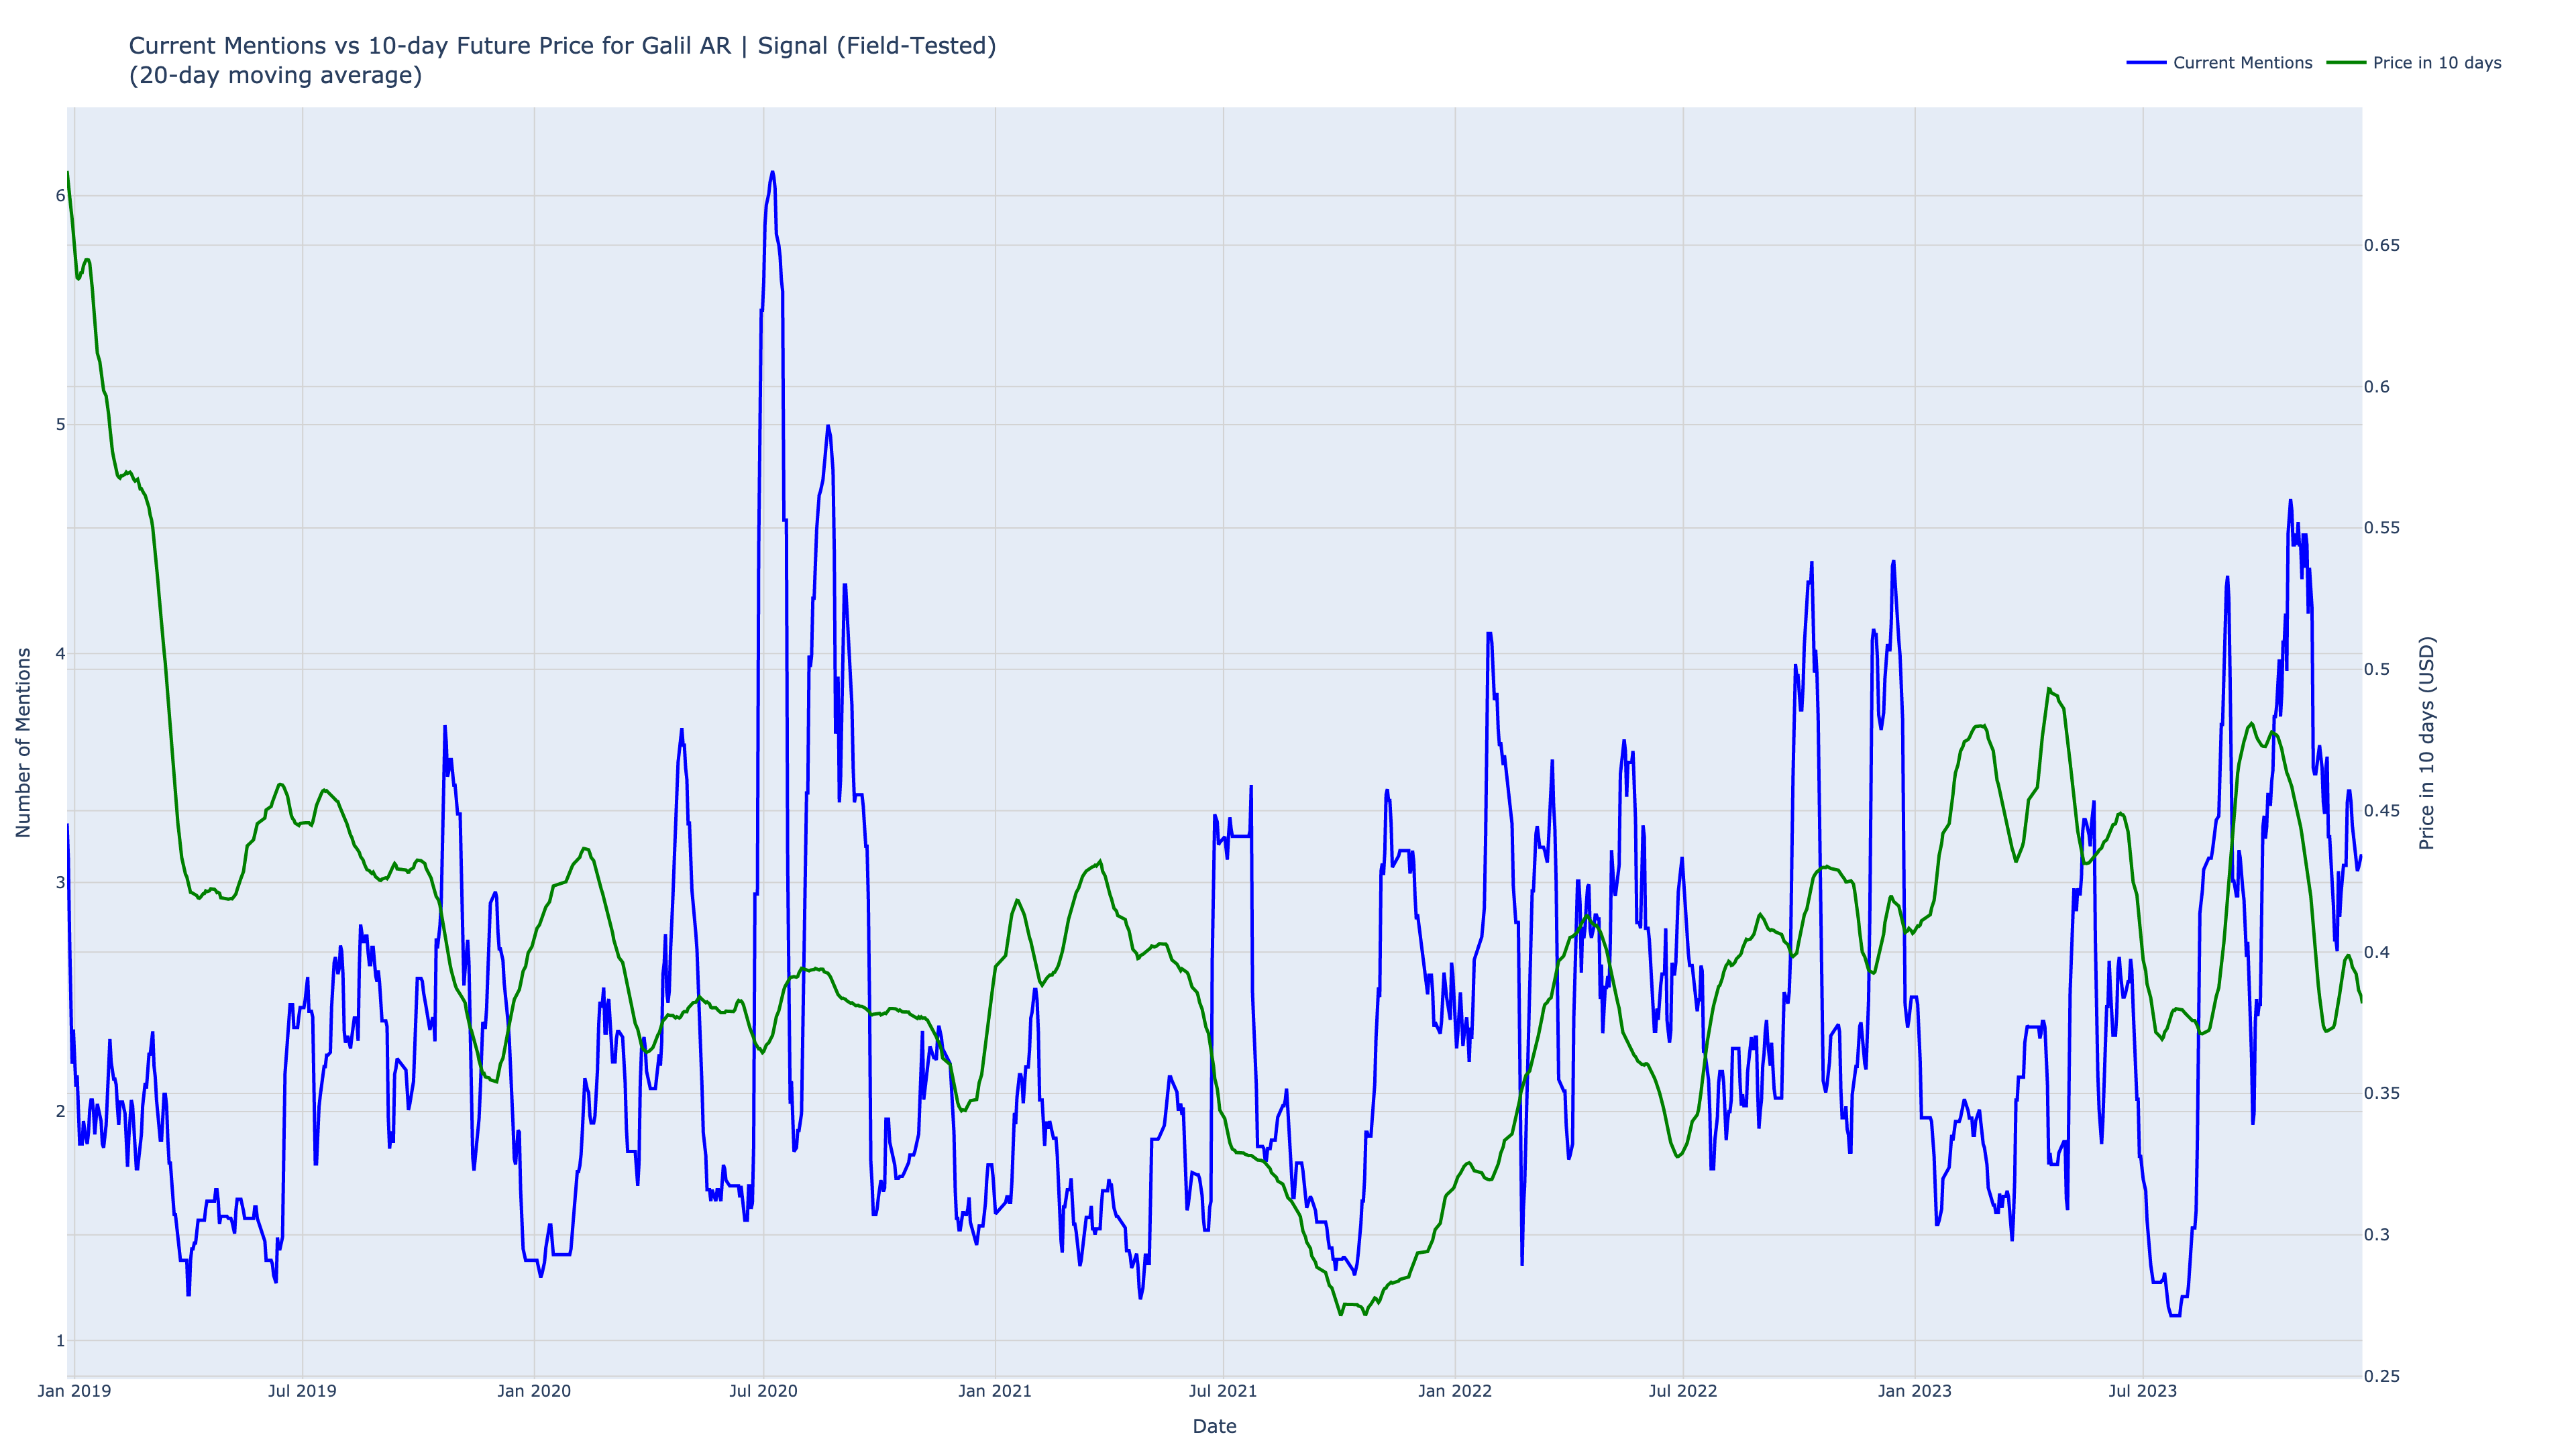 Current Mentions vs 10-day Future Price for Galil AR | Signal (Field-Tested)
(20-day moving average)
Current Mentions
Price in 10 days
6
5
4
3
2
1
Number of Mentions
0.65
0.6
0.55
0.5
0.45
0.4
0.35
0.3
0.25
Price in 10 days (USD)
Jan 2019
Jul 2019
Jan 2020
Jul 2020
Jan 2021
Jul 2021
Jan 2022
Jul 2022
Jan 2023
Jul 2023
Date